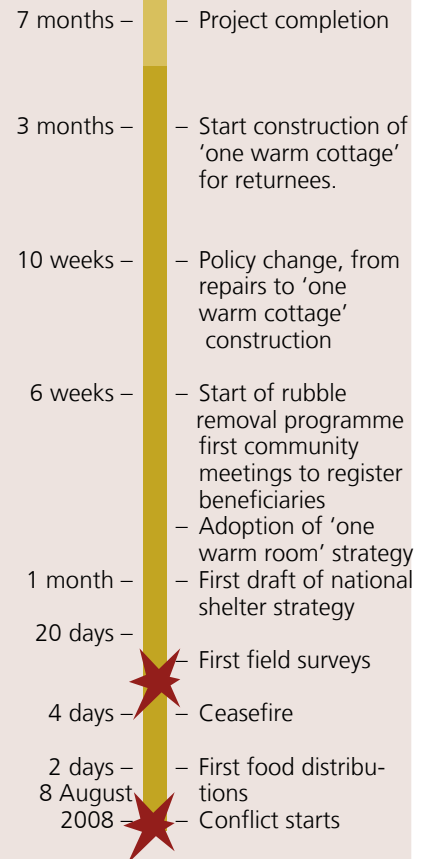 7 months – – Project completion
3 months – – Start construction of
‘one warm cottage’
for returnees.
10 weeks – – Policy change, from
repairs to ‘one
warm cottage’
construction
6 weeks – – Start of rubble
removal programme
first community
meetings to register
beneficiaries
– Adoption of ‘one
warm room’ strategy
1 month – – First draft of national
shelter strategy
20 days –
– First field surveys
4 days – – Ceasefire
2 days – – First food distribu-
8 August tions
2008 – – Conflict starts